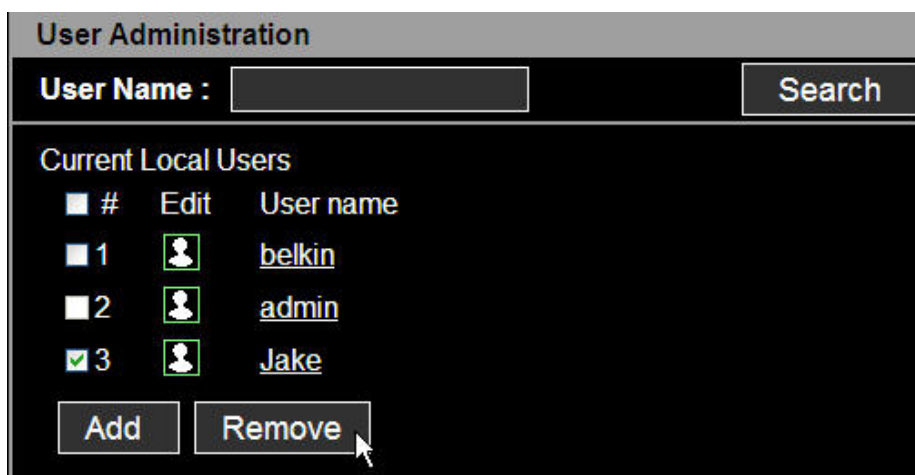 User Administration
User Name : Search
Current Local Users
# Edit User name
1 belkin
2 admin
3 Jake
Add Remove